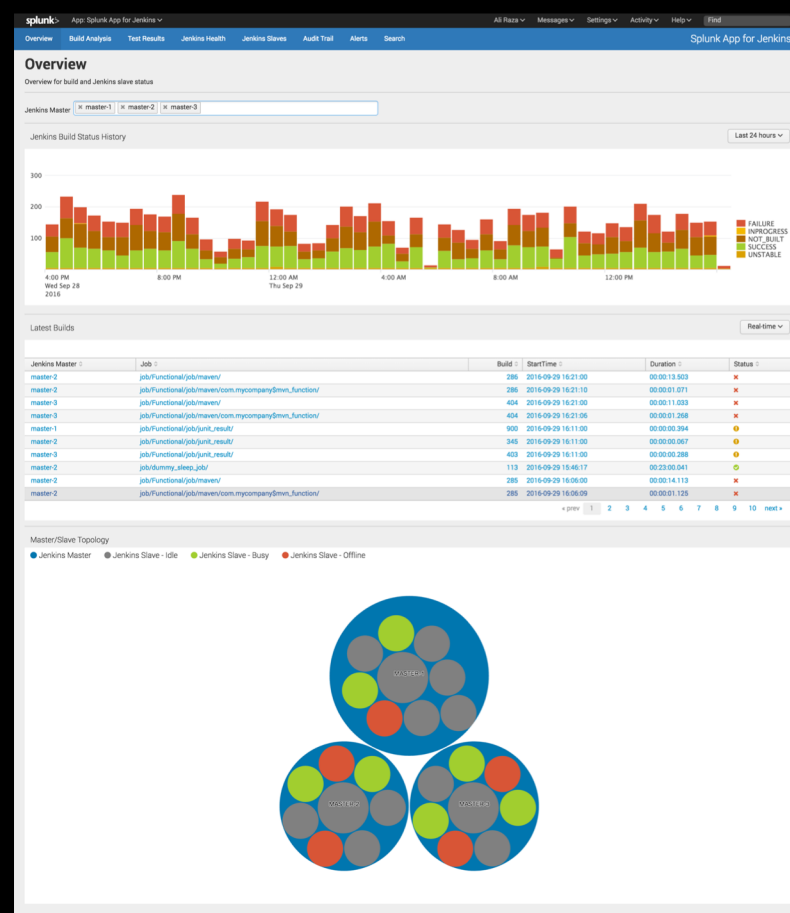 splunk> App: Splunk App for Jenkins Ali Raza Messages Settings Activity Help Find
Overview Build Analysis Test Results Jenkins Health Jenkins Slaves Audit Trail Alerts Search Splunk App for Jenkins
Overview
Overview for build and Jenkins slave status
Jenkins Master × master-1 × master-2 × master-3
Jenkins Build Status History Last 24 hours
300
200
100
FAILURE
INPROGRESS
NOT_BUILT
SUCCESS
UNSTABLE
4:00 PM 8:00 PM 12:00 AM 4:00 AM 8:00 AM 12:00 PM
Wed Sep 28 Thu Sep 29
2016
Latest Builds Real-time
Jenkins Master Job Build StartTime Duration Status
master-2 job/Functional/job/maven/ 286 2016-09-29 16:21:00 00:00:13.503
master-2 job/Functional/job/maven/com.mycompany$mvn_function/ 286 2016-09-29 16:21:10 00:00:01.071
master-3 job/Functional/job/maven/ 404 2016-09-29 16:21:00 00:00:11.033
master-3 job/Functional/job/maven/com.mycompany$mvn_function/ 404 2016-09-29 16:21:06 00:00:01.268
master-1 job/Functional/job/junit_result/ 900 2016-09-29 16:11:00 00:00:00.394
master-2 job/Functional/job/junit_result/ 345 2016-09-29 16:11:00 00:00:00.067
master-3 job/Functional/job/junit_result/ 403 2016-09-29 16:11:00 00:00:00.288
master-2 job/dummy_sleep_job/ 113 2016-09-29 15:46:17 00:23:00.041
master-2 job/Functional/job/maven/ 285 2016-09-29 16:06:00 00:00:14.113
master-2 job/Functional/job/maven/com.mycompany$mvn_function/ 285 2016-09-29 16:06:09 00:00:01.125
« prev 1 2 3 4 5 6 7 8 9 10 next »
Master/Slave Topology
Jenkins Master Jenkins Slave - Idle Jenkins Slave - Busy Jenkins Slave - Offline
MASTER-1
MASTER-2 MASTER-3